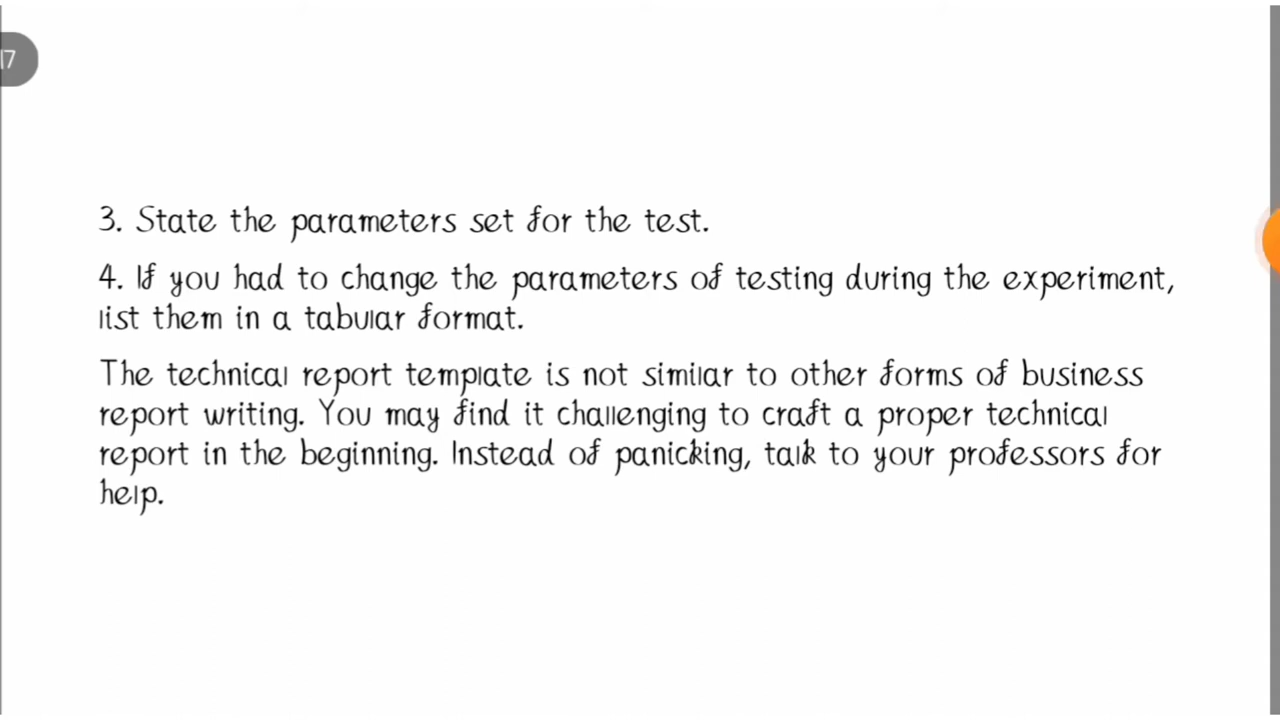 17
3. State the parameters set for the test.
4. If you had to change the parameters of testing during the experiment,
list them in a tabular format.
The technical report template is not similar to other forms of business
report writing. You may find it challenging to craft a proper technical
report in the beginning. Instead of panicking, talk to your professors for
help.